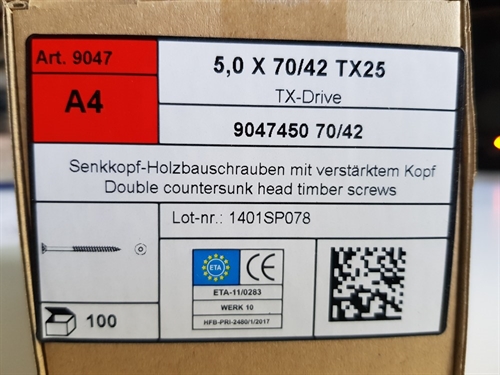 Art. 9047
A4
5,0 X 70/42 TX25
TX-Drive
9047450 70/42
Senkkopf-Holzbauschrauben mit verstärktem Kopf
Double countersunk head timber screws
Lot-nr.: 1401SP078
ETA
CE
ETA-11/0283
WERK 10
HFB-PRI-2480/1/2017
100